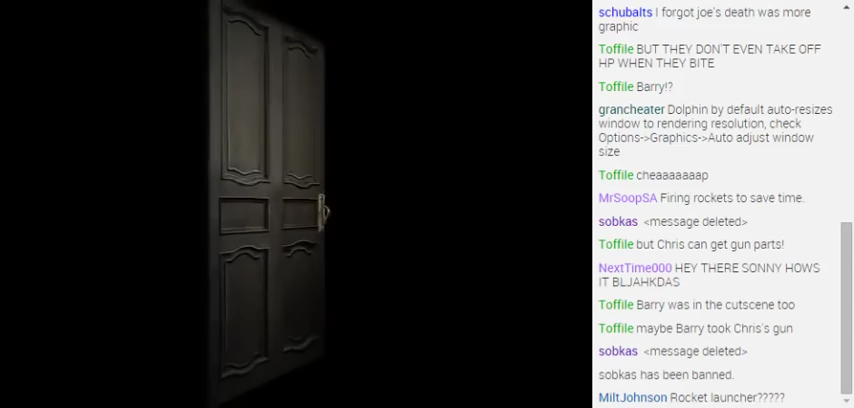 schubalts I forgot joe's death was more
graphic
Toffile BUT THEY DON'T EVEN TAKE OFF
HP WHEN THEY BITE
Toffile Barry!?
grancheater Dolphin by default auto-resizes
window to rendering resolution, check
Options->Graphics->Auto adjust window
size
Toffile cheaaaaaaap
MrSoopSA Firing rockets to save time.
sobkas <message deleted>
Toffile but Chris can get gun parts!
NextTime000 HEY THERE SONNY HOWS
IT BLJAHKDAS
Toffile Barry was in the cutscene too
Toffile maybe Barry took Chris's gun
sobkas <message deleted>
sobkas has been banned.
MiltJohnson Rocket launcher?????